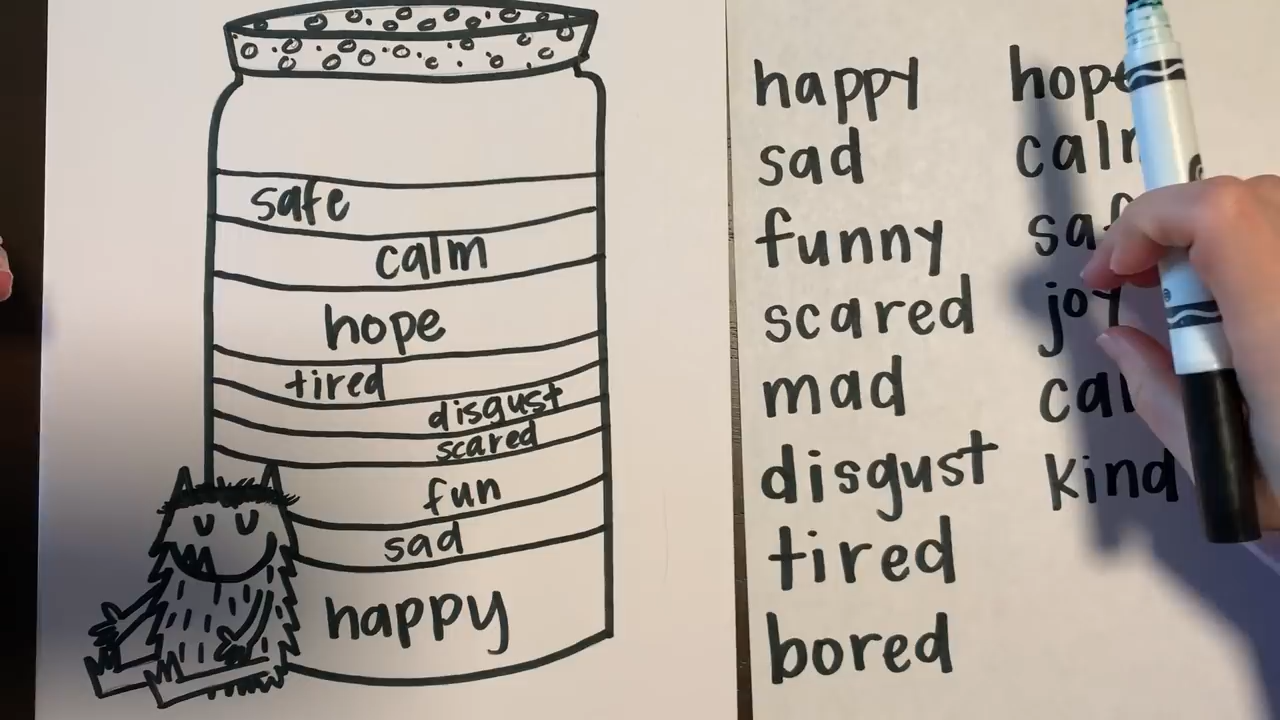 safe
calm
hope
tired
disgust
scared
fun
sad
happy
happy
sad
funny
scared
mad
disgust
tired
bored
hope
joy
kind